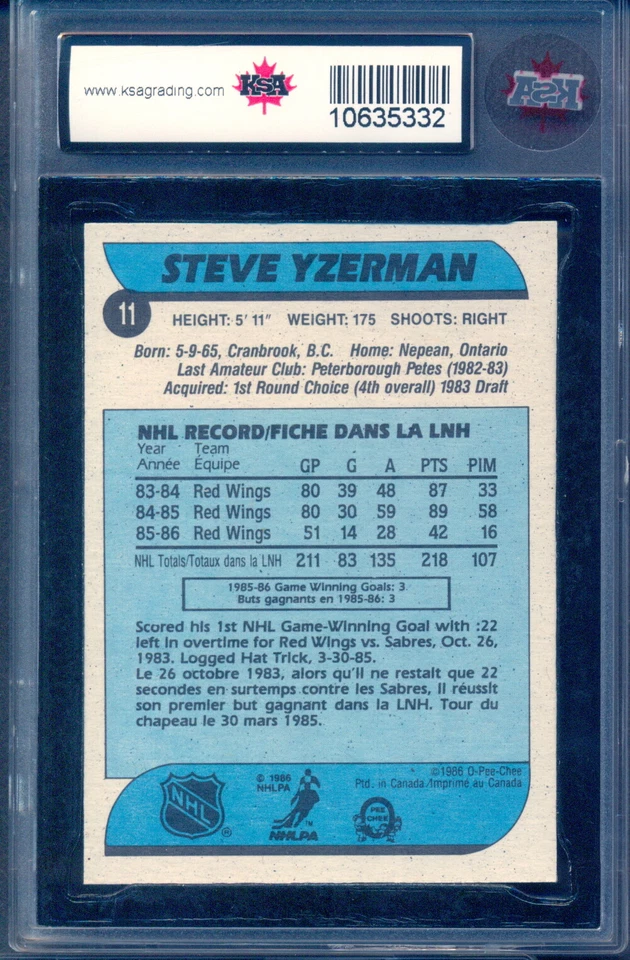 www.ksagrading.com
KSA
10635332
KSA
STEVE YZERMAN
11
HEIGHT: 5' 11" WEIGHT: 175 SHOOTS: RIGHT
Born: 5-9-65, Cranbrook, B.C. Home: Nepean, Ontario
Last Amateur Club: Peterborough Petes (1982-83)
Acquired: 1st Round Choice (4th overall) 1983 Draft
NHL RECORD/FICHE DANS LA LNH
Year Team
Année Équipe GP G A PTS PIM
83-84 Red Wings 80 39 48 87 33
84-85 Red Wings 80 30 59 89 58
85-86 Red Wings 51 14 28 42 16
NHL Totals/Totaux dans la LNH 211 83 135 218 107
1985-86 Game Winning Goals: 3
Buts gagnants en 1985-86: 3
Scored his 1st NHL Game-Winning Goal with :22
left in overtime for Red Wings vs. Sabres, Oct. 26,
1983. Logged Hat Trick, 3-30-85.
Le 26 octobre 1983, alors qu'il ne restait que 22
secondes en surtemps contre les Sabres, il réussit
son premier but gagnant dans la LNH. Tour du
chapeau le 30 mars 1985.
©1986 O-Pee-Chee
Ptd. in Canada/Imprimé au Canada
© 1986
NHLPA
NHL ®
NHLPA ™
O PEE CHEE